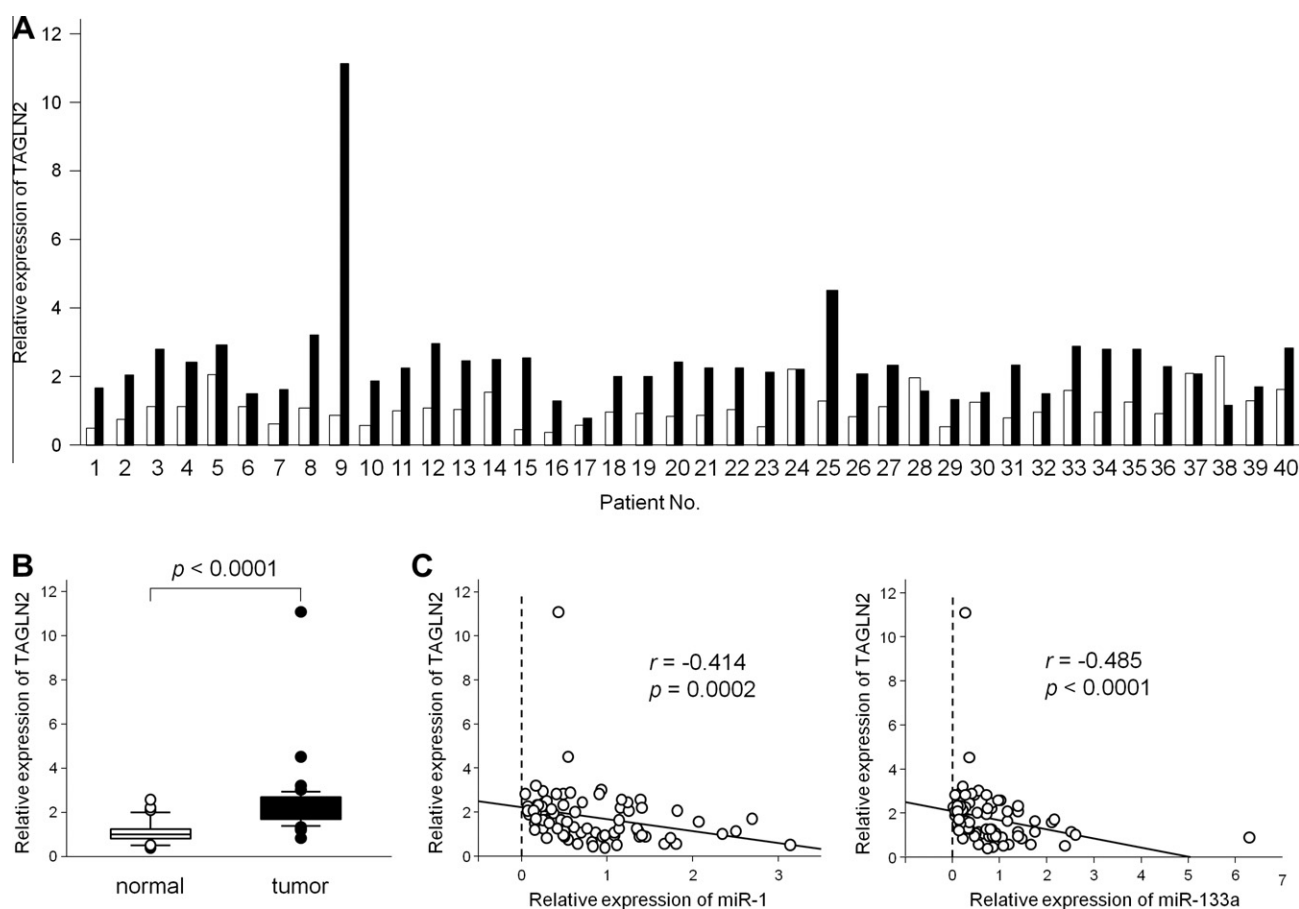 A
Relative expression of TAGLN2
12
10
8
6
4
2
0
1 2 3 4 5 6 7 8 9 10 11 12 13 14 15 16 17 18 19 20 21 22 23 24 25 26 27 28 29 30 31 32 33 34 35 36 37 38 39 40
Patient No.
B
p < 0.0001
Relative expression of TAGLN2
12
10
8
6
4
2
0
normal tumor
C
Relative expression of TAGLN2
12
10
8
6
4
2
0
r = -0.414
p = 0.0002
0 1 2 3
Relative expression of miR-1
Relative expression of TAGLN2
12
10
8
6
4
2
0
r = -0.485
p < 0.0001
0 1 2 3 4 5 6 7
Relative expression of miR-133a